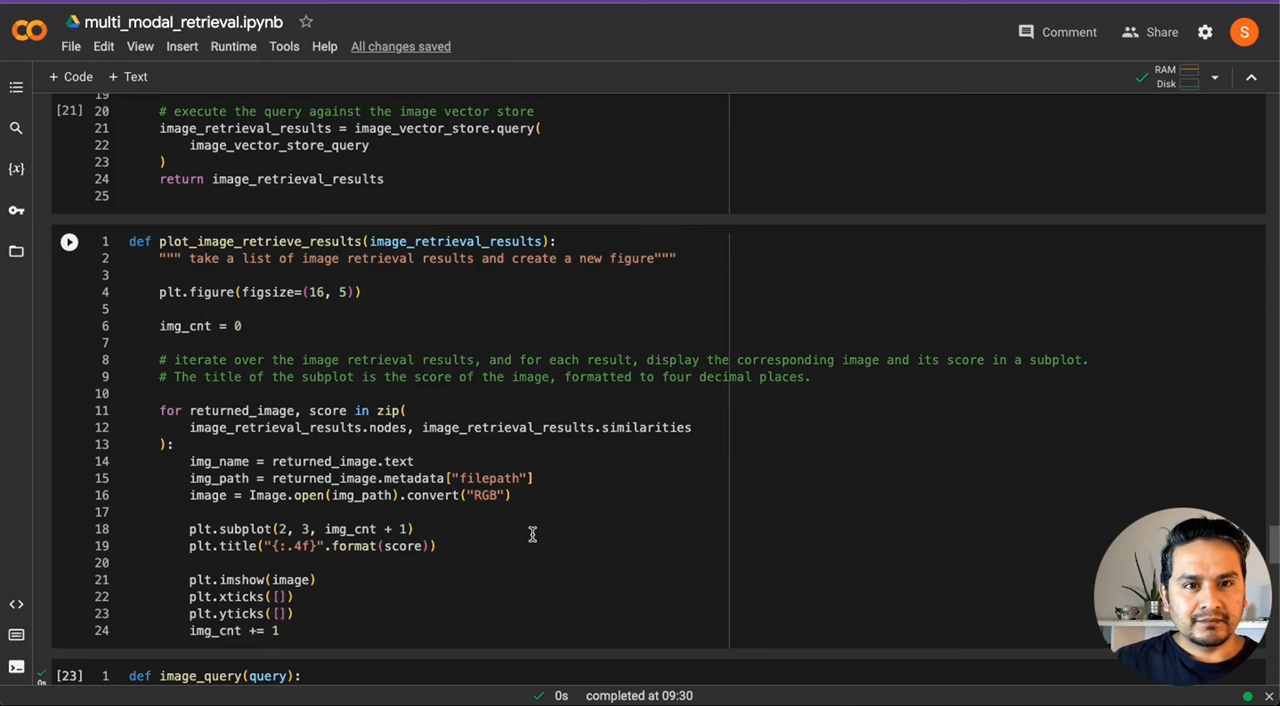 multi_modal_retrieval.ipynb
File Edit View Insert Runtime Tools Help All changes saved
Comment Share S
+ Code + Text
RAM
Disk
19
[21] 20 # execute the query against the image vector store
21 image_retrieval_results = image_vector_store.query(
22 image_vector_store_query
23 )
24 return image_retrieval_results
25
1 def plot_image_retrieve_results(image_retrieval_results):
2 """ take a list of image retrieval results and create a new figure"""
3
4 plt.figure(figsize=(16, 5))
5
6 img_cnt = 0
7
8 # iterate over the image retrieval results, and for each result, display the corresponding image and its score in a subplot.
9 # The title of the subplot is the score of the image, formatted to four decimal places.
10
11 for returned_image, score in zip(
12 image_retrieval_results.nodes, image_retrieval_results.similarities
13 ):
14 img_name = returned_image.text
15 img_path = returned_image.metadata["filepath"]
16 image = Image.open(img_path).convert("RGB")
17
18 plt.subplot(2, 3, img_cnt + 1)
19 plt.title("{:.4f}".format(score))
20
21 plt.imshow(image)
22 plt.xticks([])
23 plt.yticks([])
24 img_cnt += 1
[23] 1 def image_query(query):
0s
0s completed at 09:30